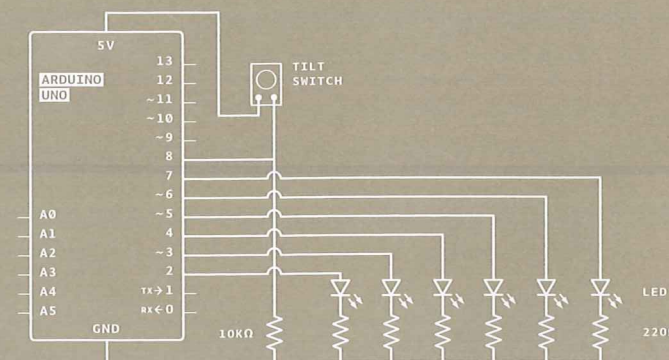 5V
ARDUINO
UNO
13
12
~11
~10
~9
8
7
~6
~5
4
~3
2
TX→1
RX←0
A0
A1
A2
A3
A4
A5
GND
TILT
SWITCH
10KΩ
LED
220